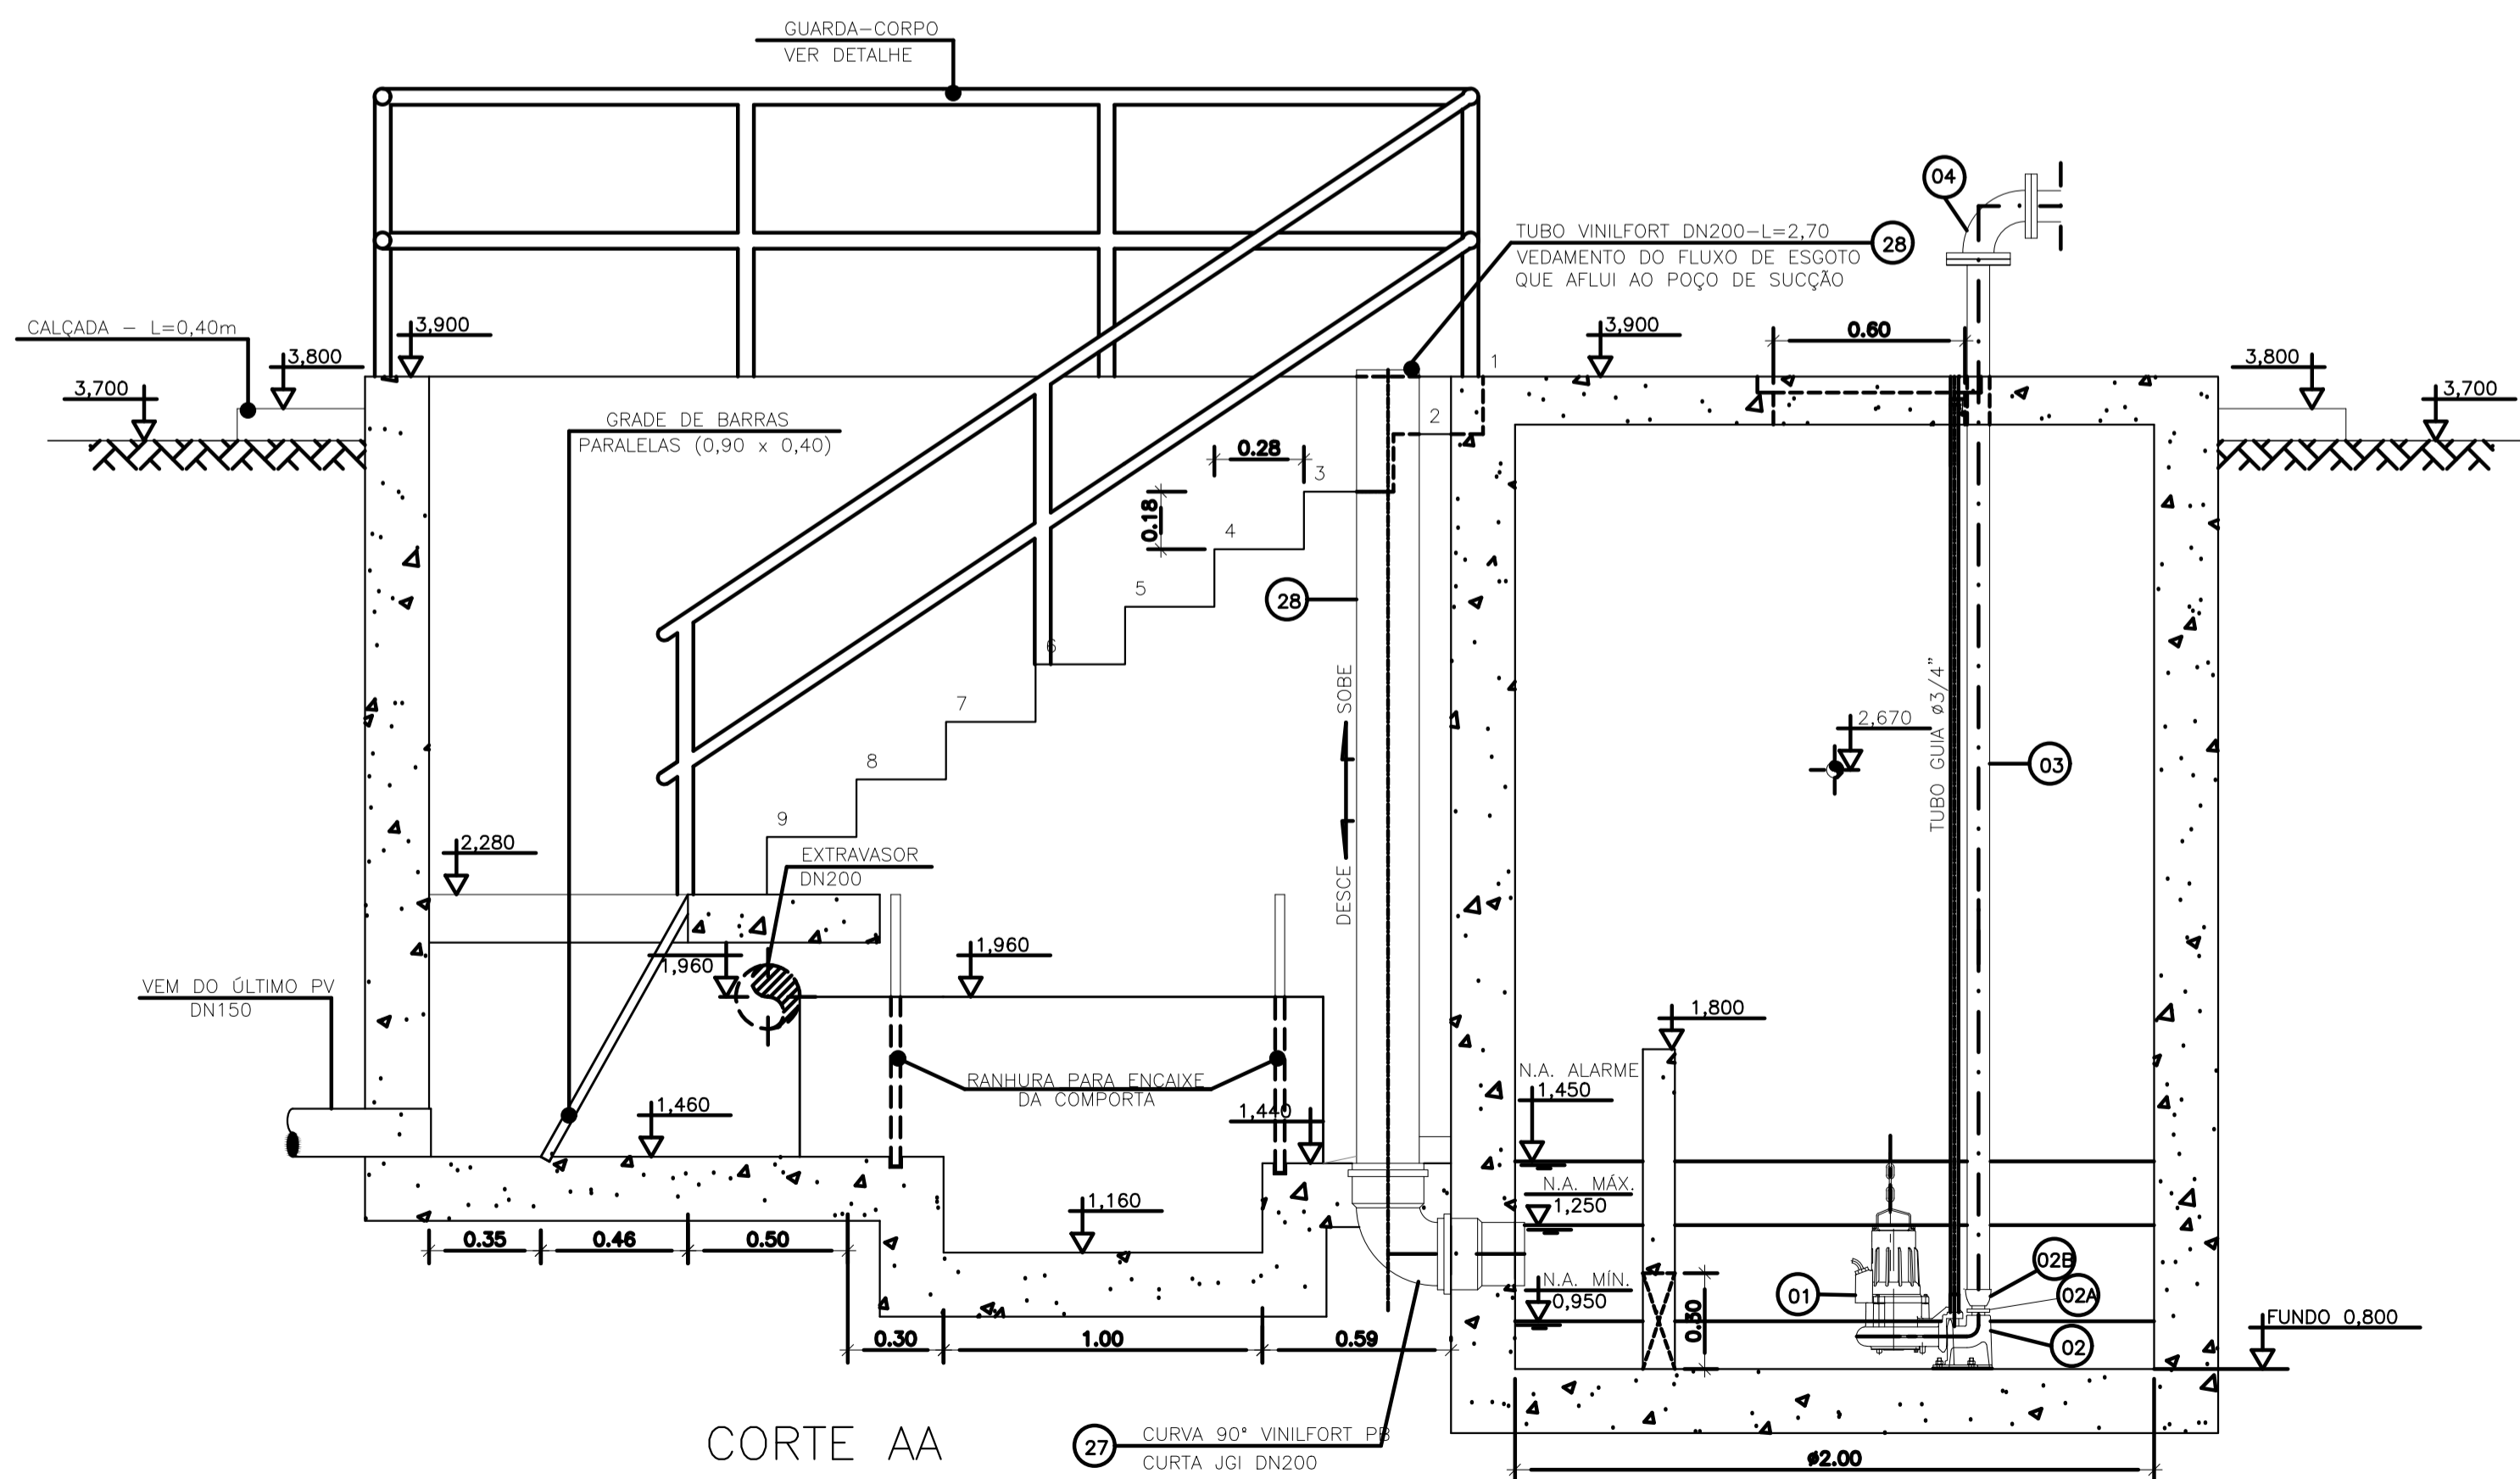 GUARDA-CORPO
VER DETALHE
04
TUBO VINILFORT DN200-L=2,70
28
VEDAMENTO DO FLUXO DE ESGOTO
QUE AFLUI AO POÇO DE SUCÇÃO
CALÇADA - L=0,40m
3,900
3,900
0.60
3,800
3,800
3,700
3,700
1
GRADE DE BARRAS
PARALELAS (0,90 x 0,40)
2
0.28
3
0.18
4
5
28
6
SOBE
DESCE
7
TUBO GUIA ø3/4"
2,670
03
8
9
2,280
EXTRAVASOR
DN200
1,960
1,960
VEM DO ÚLTIMO PV
DN150
1,800
N.A. ALARME
1,450
RANHURA PARA ENCAIXE
DA COMPORTA
1,460
1,440
N.A. MÁX.
1,250
1,160
0.35
0.46
0.50
02B
02A
01
N.A. MÍN.
0,950
0.30
FUNDO 0,800
02
0.30
1.00
0.59
CORTE AA
27
CURVA 90° VINILFORT PB
CURTA JGI DN200
ø2.00